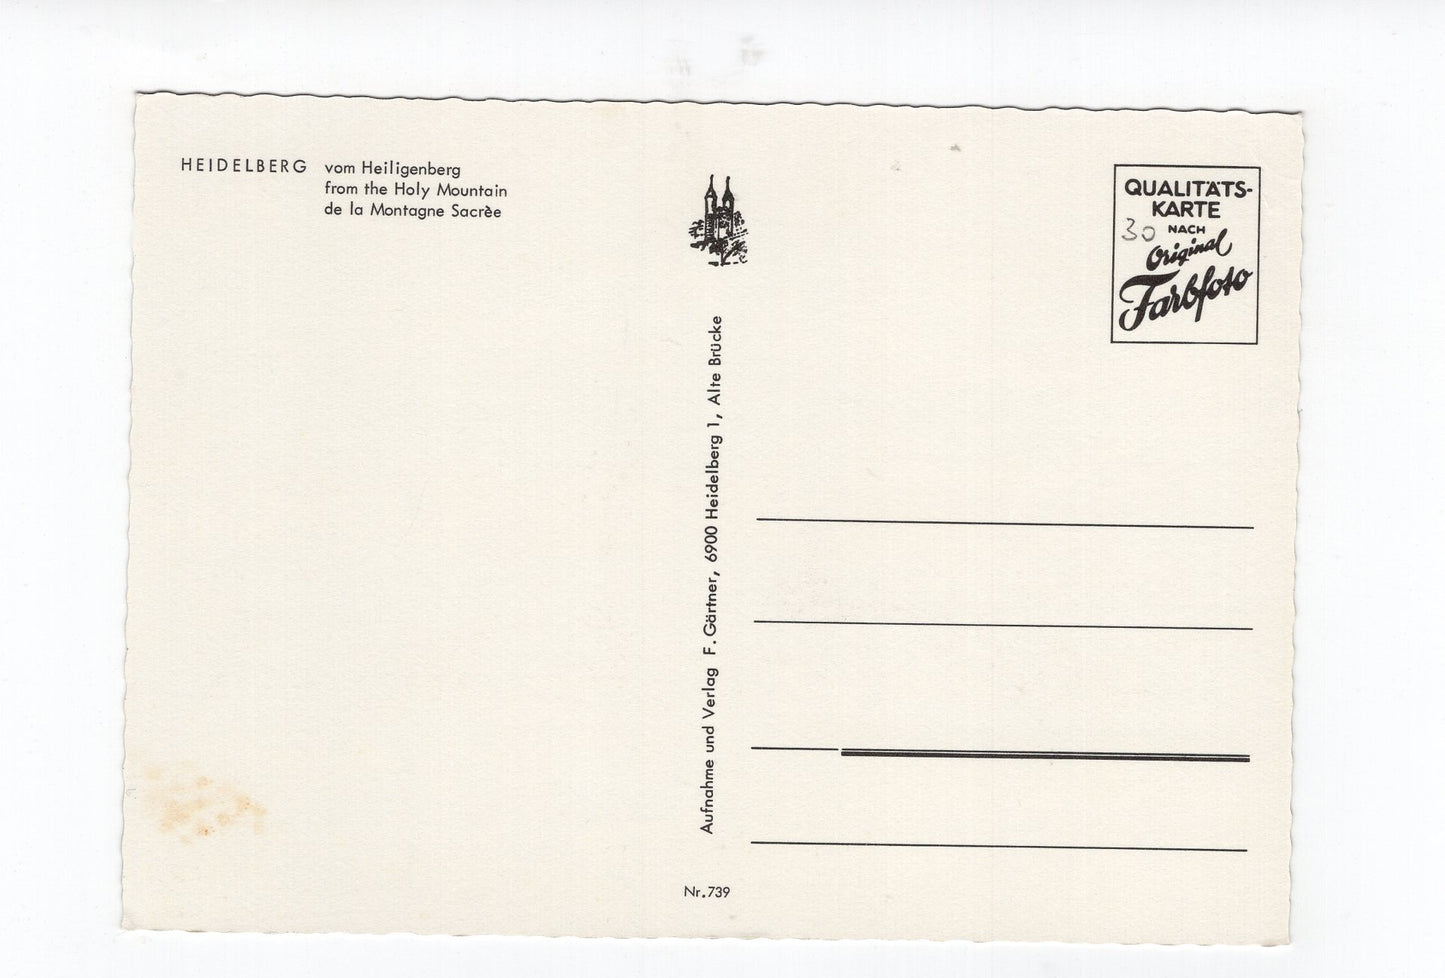 HEIDELBERG vom Heiligenberg
from the Holy Mountain
de la Montagne Sacrèe
QUALITÄTS-
KARTE
30 NACH
Original
Farbfoto
Aufnahme und Verlag F. Gärtner, 6900 Heidelberg 1, Alte Brücke
Nr. 739